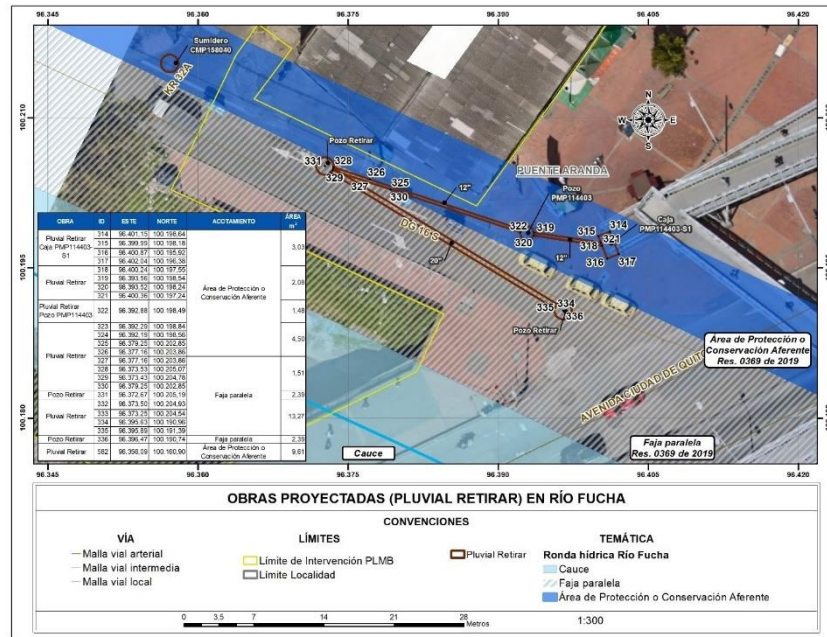 96.345 96.360 96.375 96.390 96.405 96.420
Sumidero
CMP158040
KR 32A
100.210
N
W E
S
Pozo Retirar
331 328
329
326
327
325
330
12"
PUENTE ARANDA
Pozo
PMP114403
322 319
320
315
314
321
318
316 317
12"
Caja
PMP114403-S1
DG 16 S
20"
100.195
334
335
336
Pozo Retirar
AVENIDA CIUDAD DE QUITO
Área de Protección o
Conservación Aferente
Res. 0369 de 2019
100.180
Faja paralela
Res. 0369 de 2019
Cauce
OBRA ID ESTE NORTE ACOTAMIENTO ÁREA m²
Pluvial Retirar Caja PMP114403-S1 3,03
314 96.401,15 100.198,64
315 96.399,99 100.198,18
316 96.400,87 100.195,92
317 96.402,04 100.196,38
Pluvial Retirar 2,08
318 96.400,24 100.197,55
319 96.393,56 100.198,54
320 96.393,52 100.198,24
321 96.400,36 100.197,24
Área de Protección o Conservación Aferente
Pluvial Retirar Pozo PMP114403 322 96.392,88 100.198,49 1,48
Pluvial Retirar
323 96.392,29 100.198,84
324 96.392,19 100.198,56
325 96.379,25 100.202,85
326 96.377,16 100.203,86
4,50
327 96.377,16 100.203,86
328 96.373,53 100.205,07
329 96.373,43 100.204,78
330 96.379,25 100.202,85
1,51
Faja paralela
Pozo Retirar 331 96.372,67 100.205,19 2,39
Pluvial Retirar 13,27
332 96.373,50 100.204,93
333 96.373,25 100.204,54
334 96.395,63 100.190,96
335 96.395,89 100.191,39
Pozo Retirar 336 96.396,47 100.190,74 Faja paralela 2,39
Pluvial Retirar 582 Área de Protección o Conservación Aferente 9,61
96.345 96.360 96.375 96.390 96.405 96.420
OBRAS PROYECTADAS (PLUVIAL RETIRAR) EN RÍO FUCHA
CONVENCIONES
VÍA
Malla vial arterial
Malla vial intermedia
Malla vial local
LÍMITES
Límite de Intervención PLMB
Límite Localidad
Pluvial Retirar
TEMÁTICA
Ronda hídrica Río Fucha
Cauce
Faja paralela
Área de Protección o Conservación Aferente
0 3.5 7 14 21 28
Metros
1:300